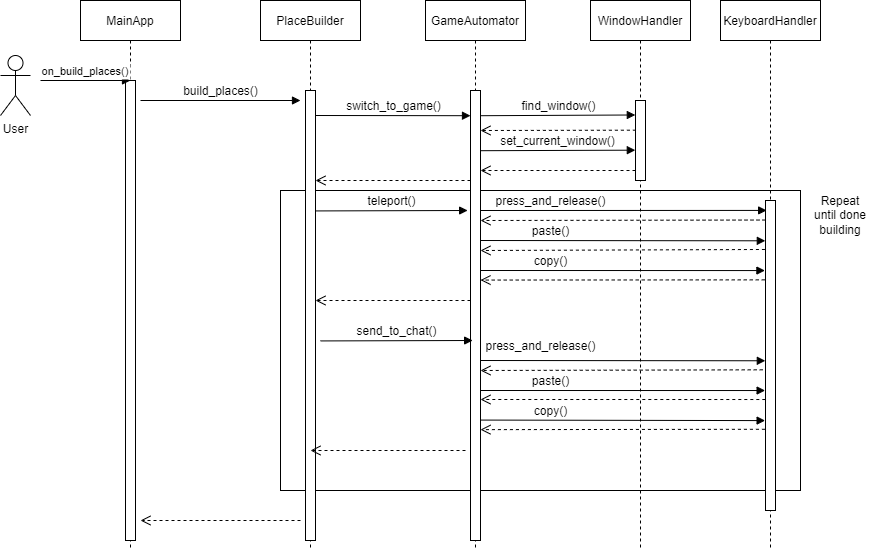 MainApp
PlaceBuilder
GameAutomator
WindowHandler
KeyboardHandler
on_build_places()
User
build_places()
switch_to_game()
find_window()
set_current_window()
teleport()
press_and_release()
Repeat
until done
building
paste()
copy()
send_to_chat()
press_and_release()
paste()
copy()